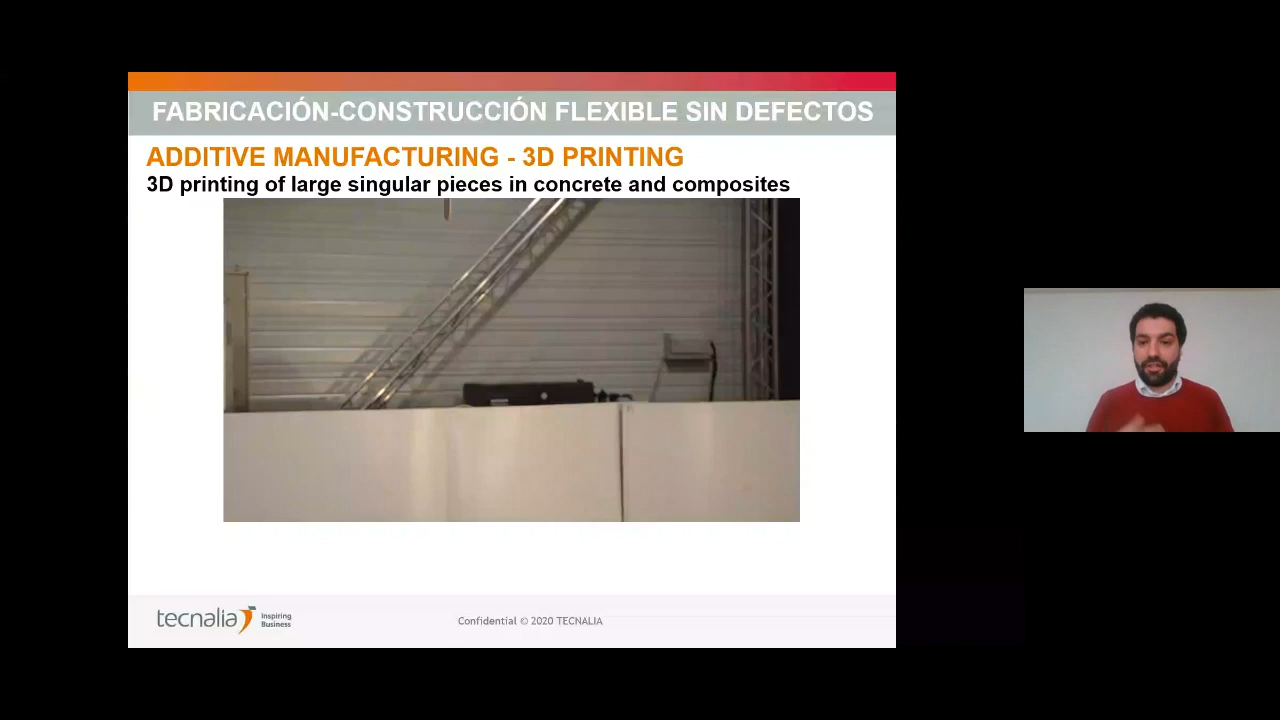 FABRICACIÓN-CONSTRUCCIÓN FLEXIBLE SIN DEFECTOS
ADDITIVE MANUFACTURING - 3D PRINTING
3D printing of large singular pieces in concrete and composites
tecnalia
Inspiring
Business
Confidential © 2020 TECNALIA